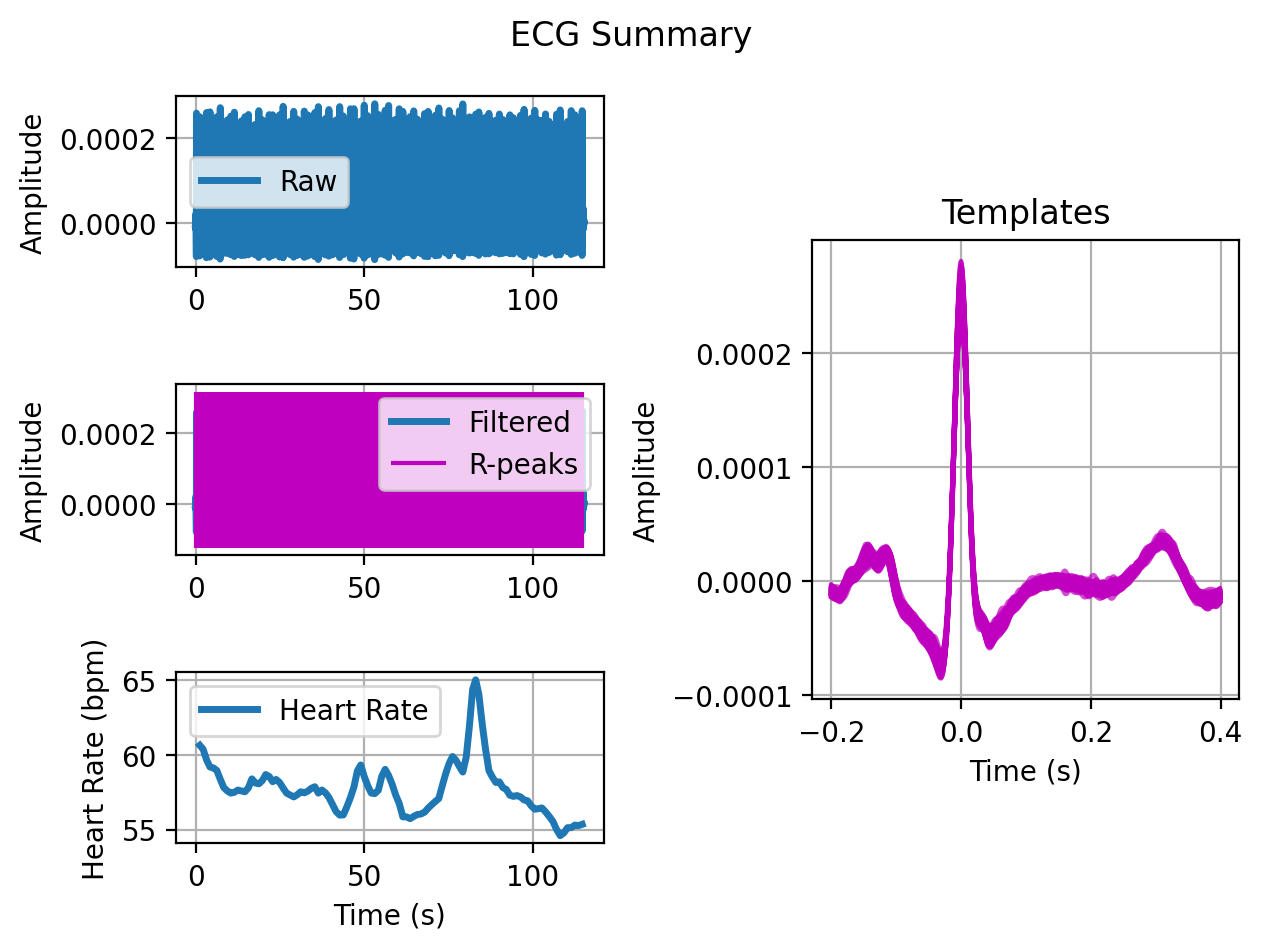 ECG Summary
Amplitude
0.0002
0.0000
Raw
0 50 100
Amplitude
0.0002
0.0000
Filtered
R-peaks
0 50 100
Heart Rate (bpm)
65
60
55
Heart Rate
0 50 100
Time (s)
Templates
Amplitude
0.0002
0.0001
0.0000
−0.0001
−0.2 0.0 0.2 0.4
Time (s)